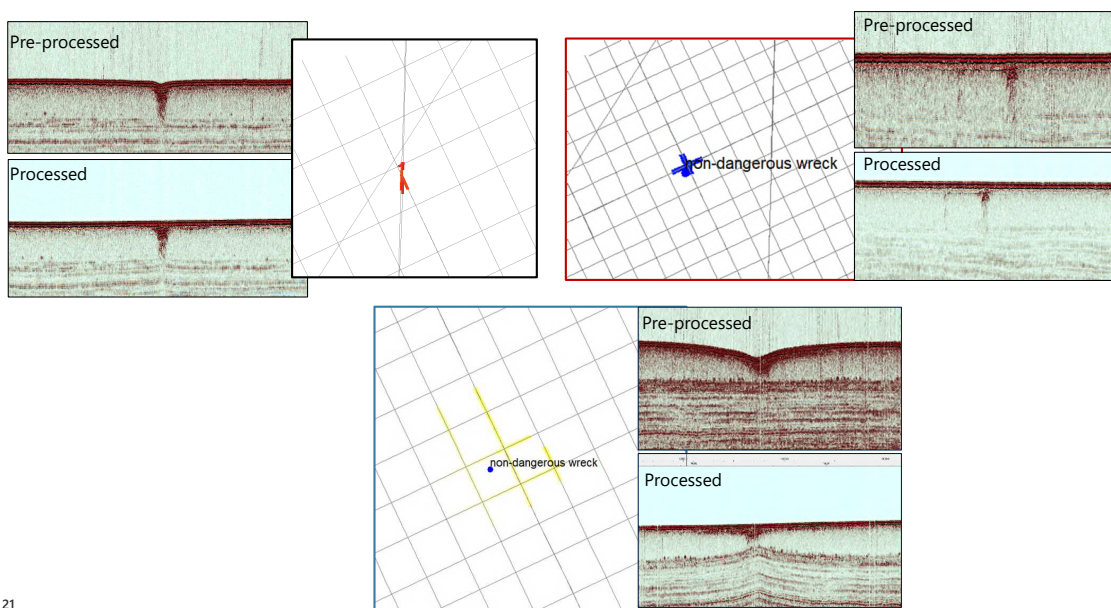 Pre-processed
Processed
non-dangerous wreck
Pre-processed
Processed
non-dangerous wreck
Pre-processed
Processed
21